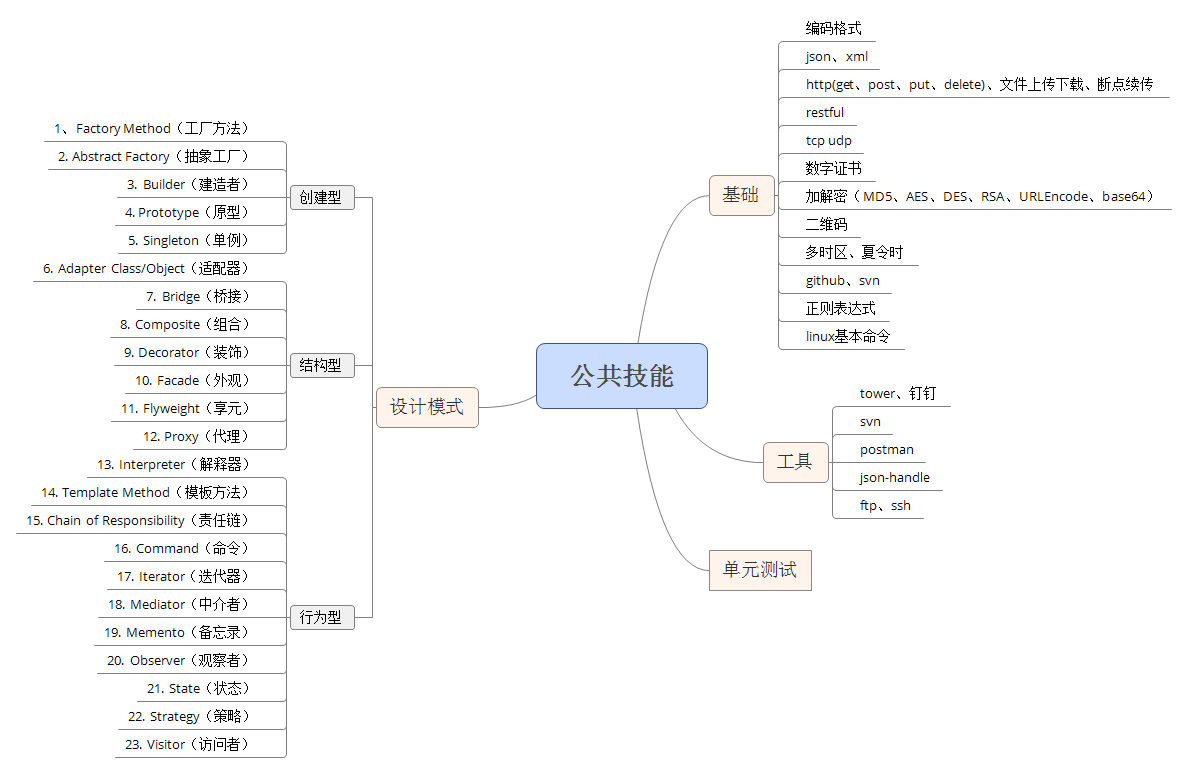 公共技能
基础
编码格式
json、xml
http(get、post、put、delete)、文件上传下载、断点续传
restful
tcp udp
数字证书
加解密（MD5、AES、DES、RSA、URLEncode、base64）
二维码
多时区、夏令时
github、svn
正则表达式
linux基本命令
工具
tower、钉钉
svn
postman
json-handle
ftp、ssh
单元测试
设计模式
创建型
1、Factory Method（工厂方法）
2. Abstract Factory（抽象工厂）
3. Builder（建造者）
4. Prototype（原型）
5. Singleton（单例）
结构型
6. Adapter Class/Object（适配器）
7. Bridge（桥接）
8. Composite（组合）
9. Decorator（装饰）
10. Facade（外观）
11. Flyweight（享元）
12. Proxy（代理）
行为型
13. Interpreter（解释器）
14. Template Method（模板方法）
15. Chain of Responsibility（责任链）
16. Command（命令）
17. Iterator（迭代器）
18. Mediator（中介者）
19. Memento（备忘录）
20. Observer（观察者）
21. State（状态）
22. Strategy（策略）
23. Visitor（访问者）